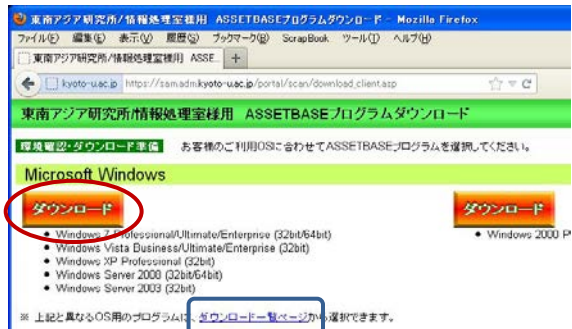 東南アジア研究所/情報処理室様用 ASSETBASEプログラムダウンロード - Mozilla Firefox
ファイル(F) 編集(E) 表示(V) 履歴(S) ブックマーク(B) ScrapBook ツール(T) ヘルプ(H)
東南アジア研究所/情報処理室様用 ASSE... +
kyoto-u.ac.jp https://sam.adm.kyoto-u.ac.jp/portal/scan/download_client.asp
東南アジア研究所/情報処理室様用 ASSETBASEプログラムダウンロード
環境確認・ダウンロード準備 お客様のご利用OSに合わせてASSETBASEプログラムを選択してください。
Microsoft Windows
ダウンロード ダウンロード
• Windows 7 Professional/Ultimate/Enterprise (32bit/64bit) • Windows 2000 P
• Windows Vista Business/Ultimate/Enterprise (32bit)
• Windows XP Professional (32bit)
• Windows Server 2008 (32bit/64bit)
• Windows Server 2003 (32bit)
※ 上記と異なるOS用のプログラムは、ダウンロード一覧ページから選択できます。